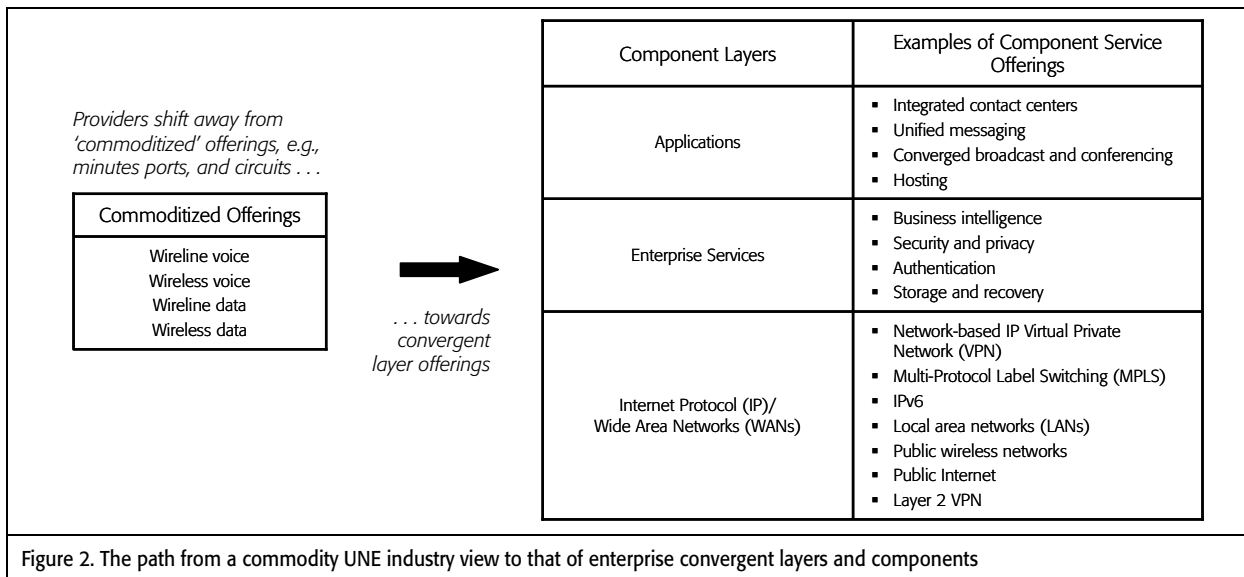 Providers shift away from
‘commoditized’ offerings, e.g.,
minutes ports, and circuits . . .
Commoditized Offerings
Wireline voice
Wireless voice
Wireline data
Wireless data
. . . towards
convergent
layer offerings
Component Layers
Examples of Component Service
Offerings
Applications
▪ Integrated contact centers
▪ Unified messaging
▪ Converged broadcast and conferencing
▪ Hosting
Enterprise Services
▪ Business intelligence
▪ Security and privacy
▪ Authentication
▪ Storage and recovery
Internet Protocol (IP)/
Wide Area Networks (WANs)
▪ Network-based IP Virtual Private
Network (VPN)
▪ Multi-Protocol Label Switching (MPLS)
▪ IPv6
▪ Local area networks (LANs)
▪ Public wireless networks
▪ Public Internet
▪ Layer 2 VPN
Figure 2. The path from a commodity UNE industry view to that of enterprise convergent layers and components